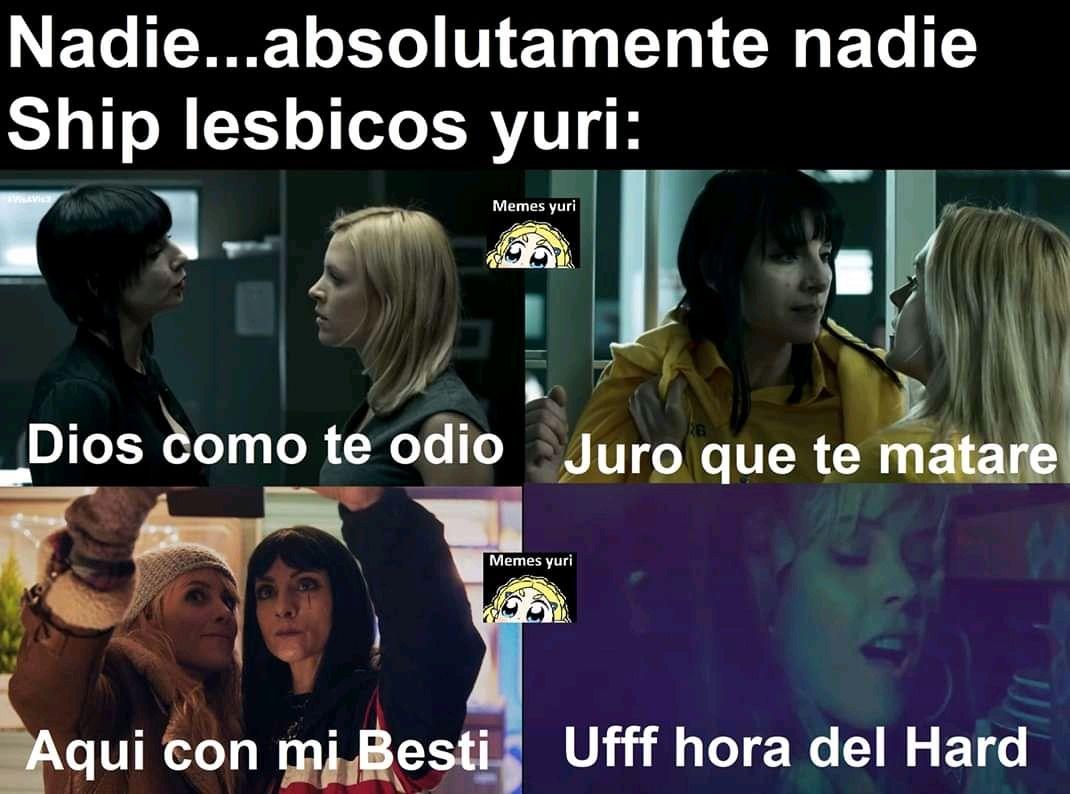 Nadie...absolutamente nadie
Ship lesbicos yuri:
#VisAVis3
Memes yuri
Dios como te odio
Juro que te matare
Memes yuri
Aqui con mi Besti
Ufff hora del Hard